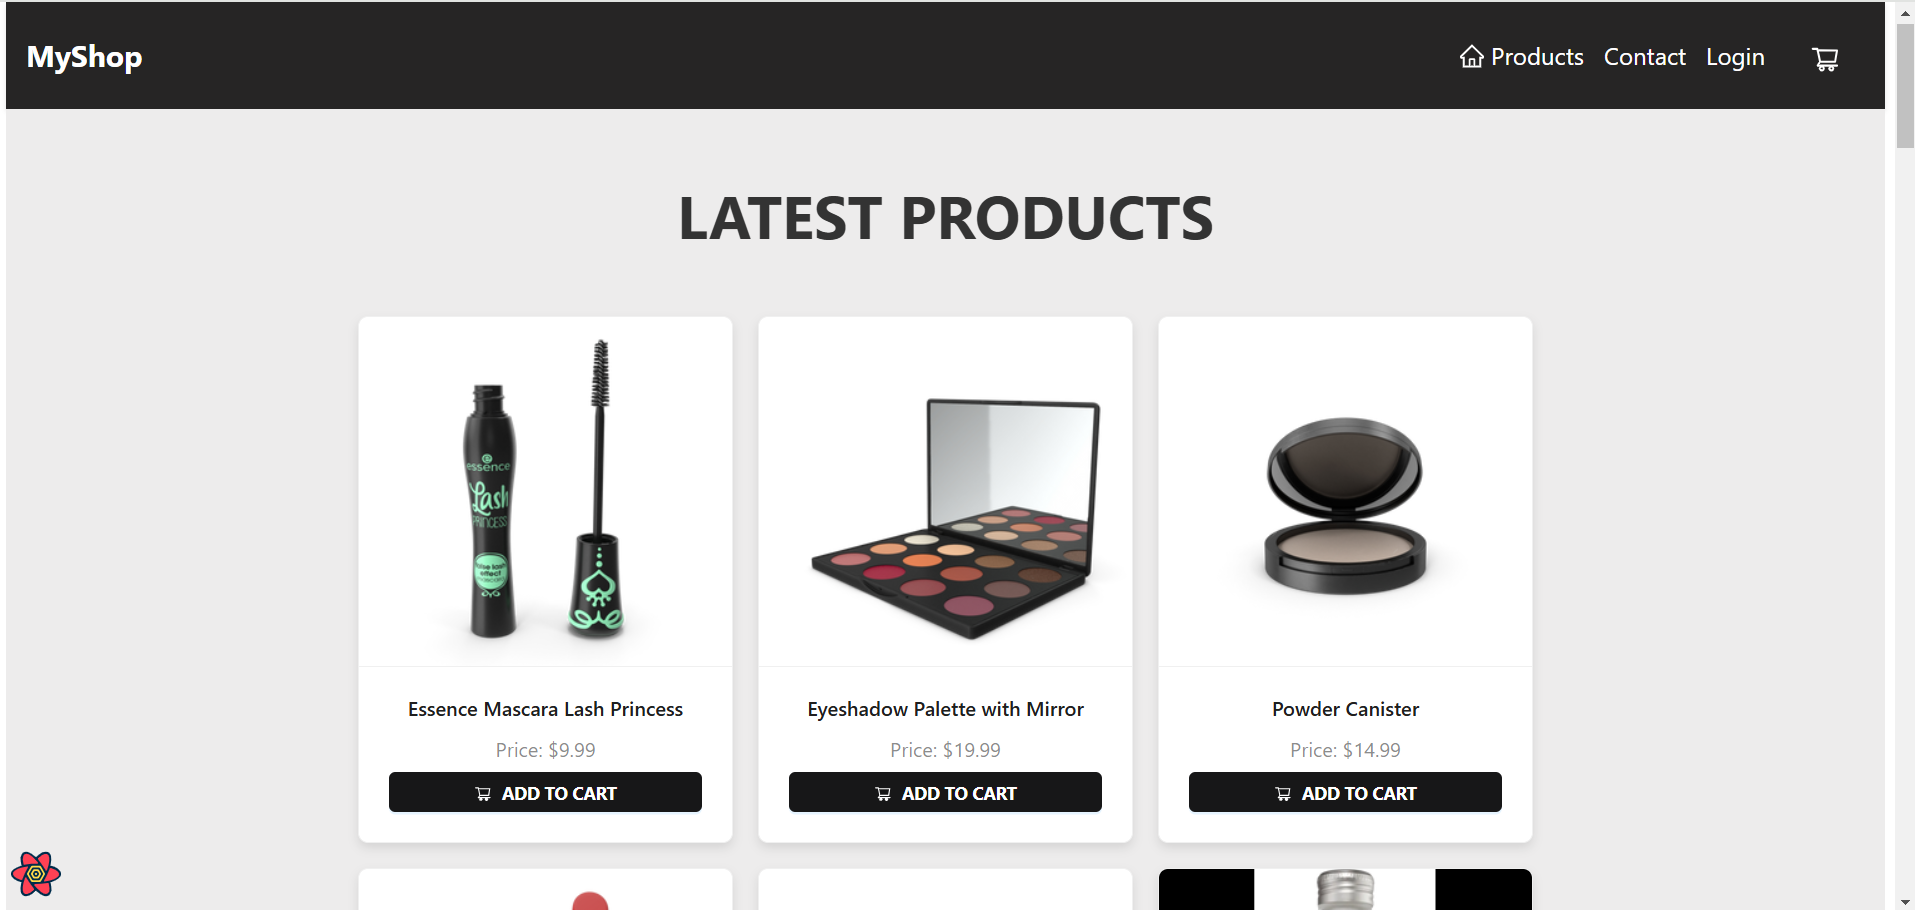 MyShop
Products Contact Login
LATEST PRODUCTS
essence
Lash
PRINCESS
false lash
effect
Essence Mascara Lash Princess
Price: $9.99
ADD TO CART
Eyeshadow Palette with Mirror
Price: $19.99
ADD TO CART
Powder Canister
Price: $14.99
ADD TO CART